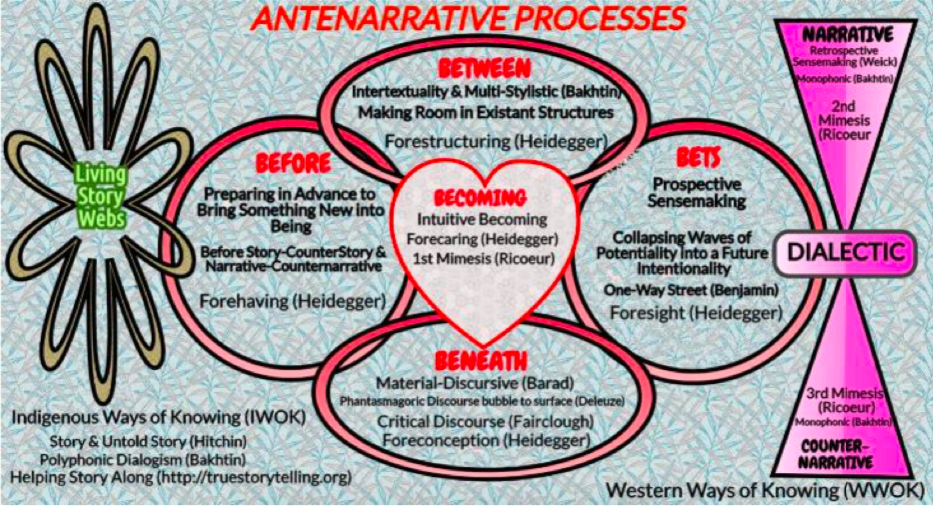 ANTENARRATIVE PROCESSES
BETWEEN
Intertextuality & Multi-Stylistic (Bakhtin)
Making Room in Existant Structures
Forestructuring (Heidegger)
BEFORE
Preparing in Advance to
Bring Something New into
Being
Before Story-CounterStory &
Narrative-Counternarrative
Forehaving (Heidegger)
BECOMING
Intuitive Becoming
Forecaring (Heidegger)
1st Mimesis (Ricoeur)
BETS
Prospective
Sensemaking
Collapsing Waves of
Potentiality into a Future
Intentionality
One-Way Street (Benjamin)
Foresight (Heidegger)
BENEATH
Material-Discursive (Barad)
Phantasmagoric Discourse bubble to surface (Deleuze)
Critical Discourse (Fairclough)
Foreconception (Heidegger)
Living
Story
Webs
Indigenous Ways of Knowing (IWOK)
Story & Untold Story (Hitchin)
Polyphonic Dialogism (Bakhtin)
Helping Story Along (http://truestorytelling.org)
NARRATIVE
Retrospective
Sensemaking (Weick)
Monophonic (Bakhtin)
2nd
Mimesis
(Ricoeur
DIALECTIC
3rd Mimesis
(Ricoeur)
Monophonic (Bakhtin)
COUNTER-
NARRATIVE
Western Ways of Knowing (WWOK)